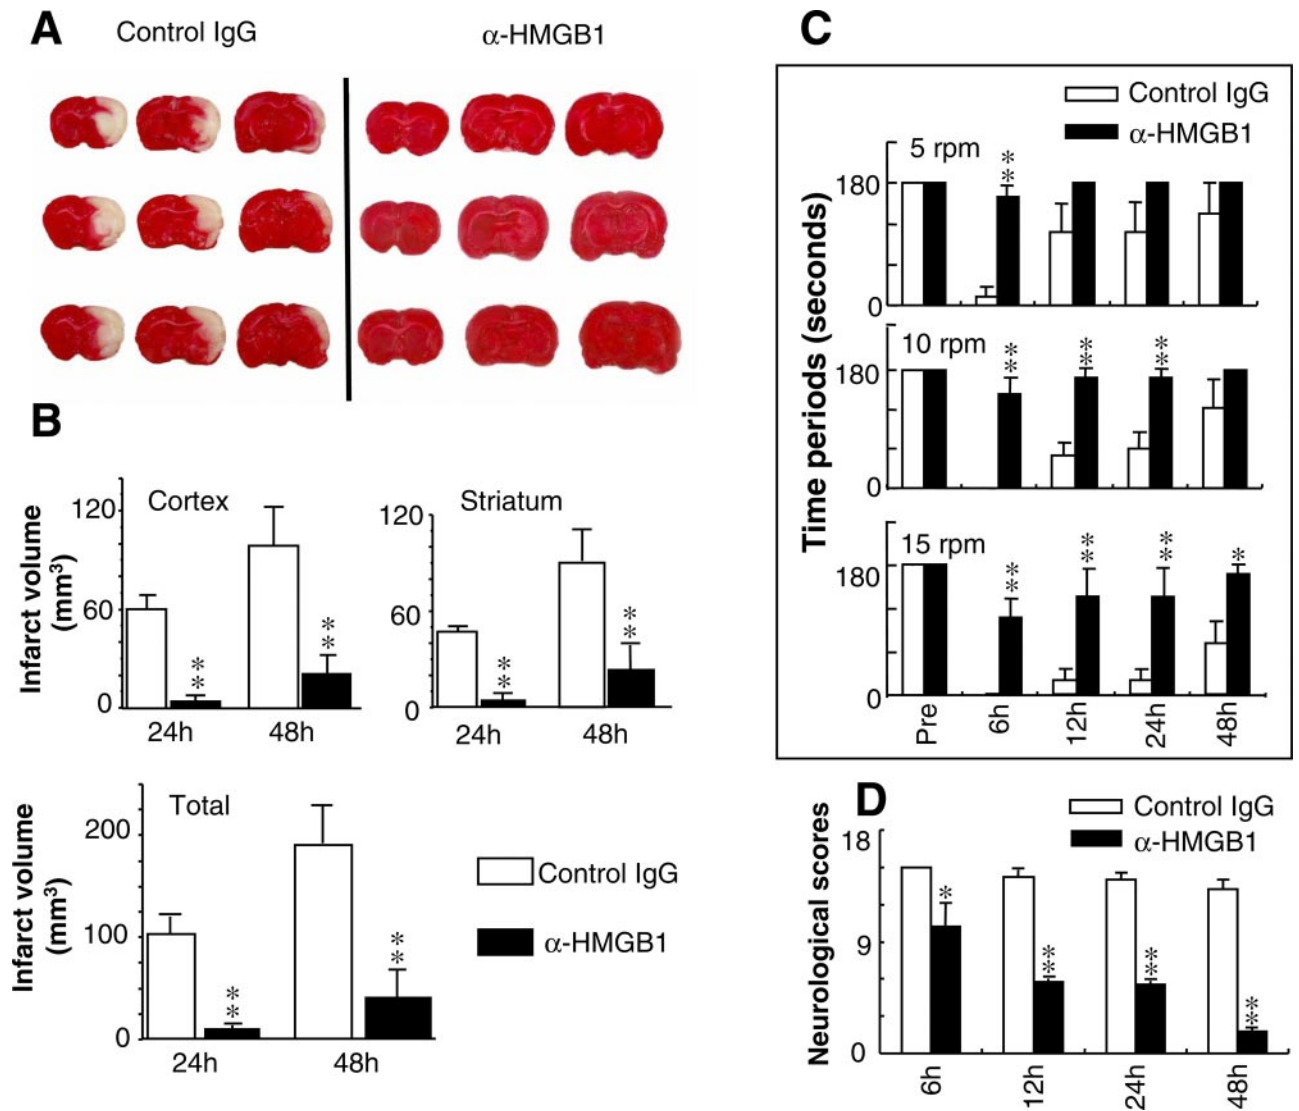 A
Control IgG
α-HMGB1
B
Infarct volume
(mm³)
120
60
0
Cortex
**
**
24h
48h
120
60
0
Striatum
**
**
24h
48h
Infarct volume
(mm³)
200
100
0
Total
**
**
24h
48h
Control IgG
α-HMGB1
C
Control IgG
α-HMGB1
Time periods (seconds)
5 rpm
180
0
**
10 rpm
180
0
**
**
**
15 rpm
180
0
**
**
**
*
Pre
6h
12h
24h
48h
D
Control IgG
α-HMGB1
Neurological scores
18
9
0
*
***
***
***
6h
12h
24h
48h